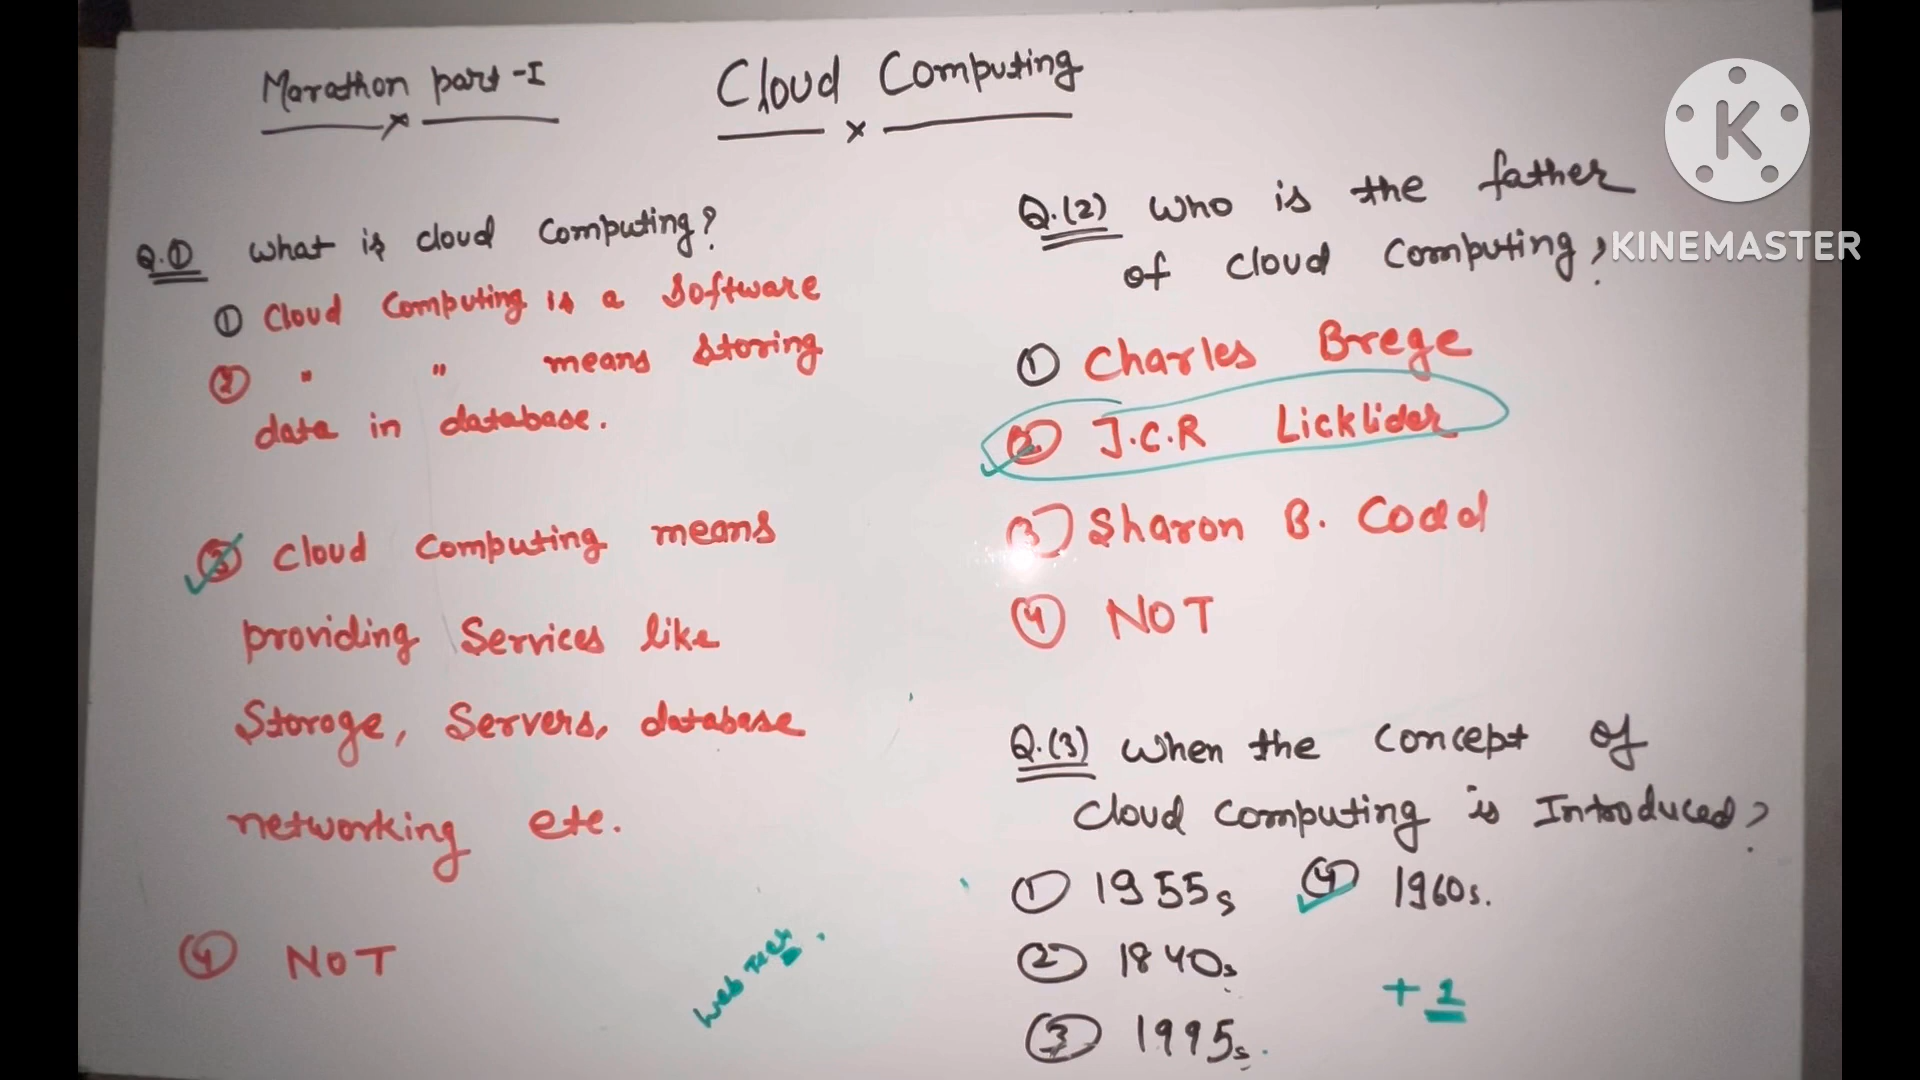 Marathon part-I
Cloud Computing
Q.① What is cloud Computing?
① Cloud Computing is a Software
② " " means Storing
data in database.
③ Cloud Computing means
providing Services like
Storage, Servers, database
networking etc.
④ NOT
Web Tech.
Q.(2) Who is the father
of Cloud Computing?
① Charles Brege
② J.C.R Licklider
③ Sharon B. Codd
④ NOT
Q.(3) When the Concept of
Cloud Computing is Introduced?
① 1955s ④ 1960s.
② 1840s
③ 1995s.
+1
K
KINEMASTER